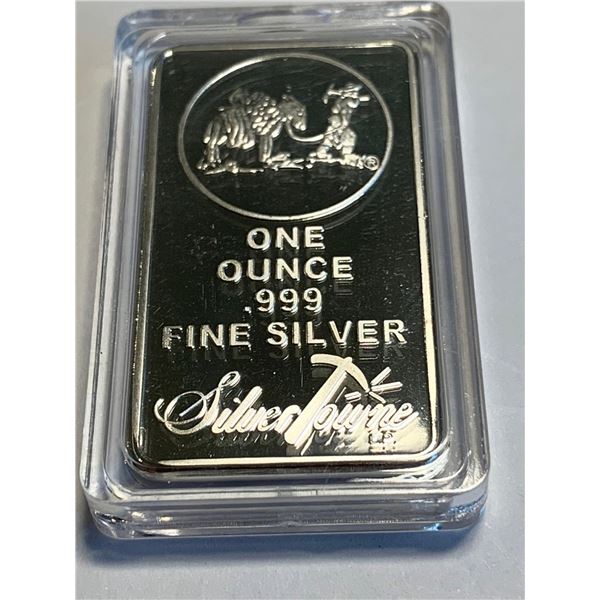 ®
ONE
OUNCE
.999
FINE SILVER
SilverTowne
L.P.